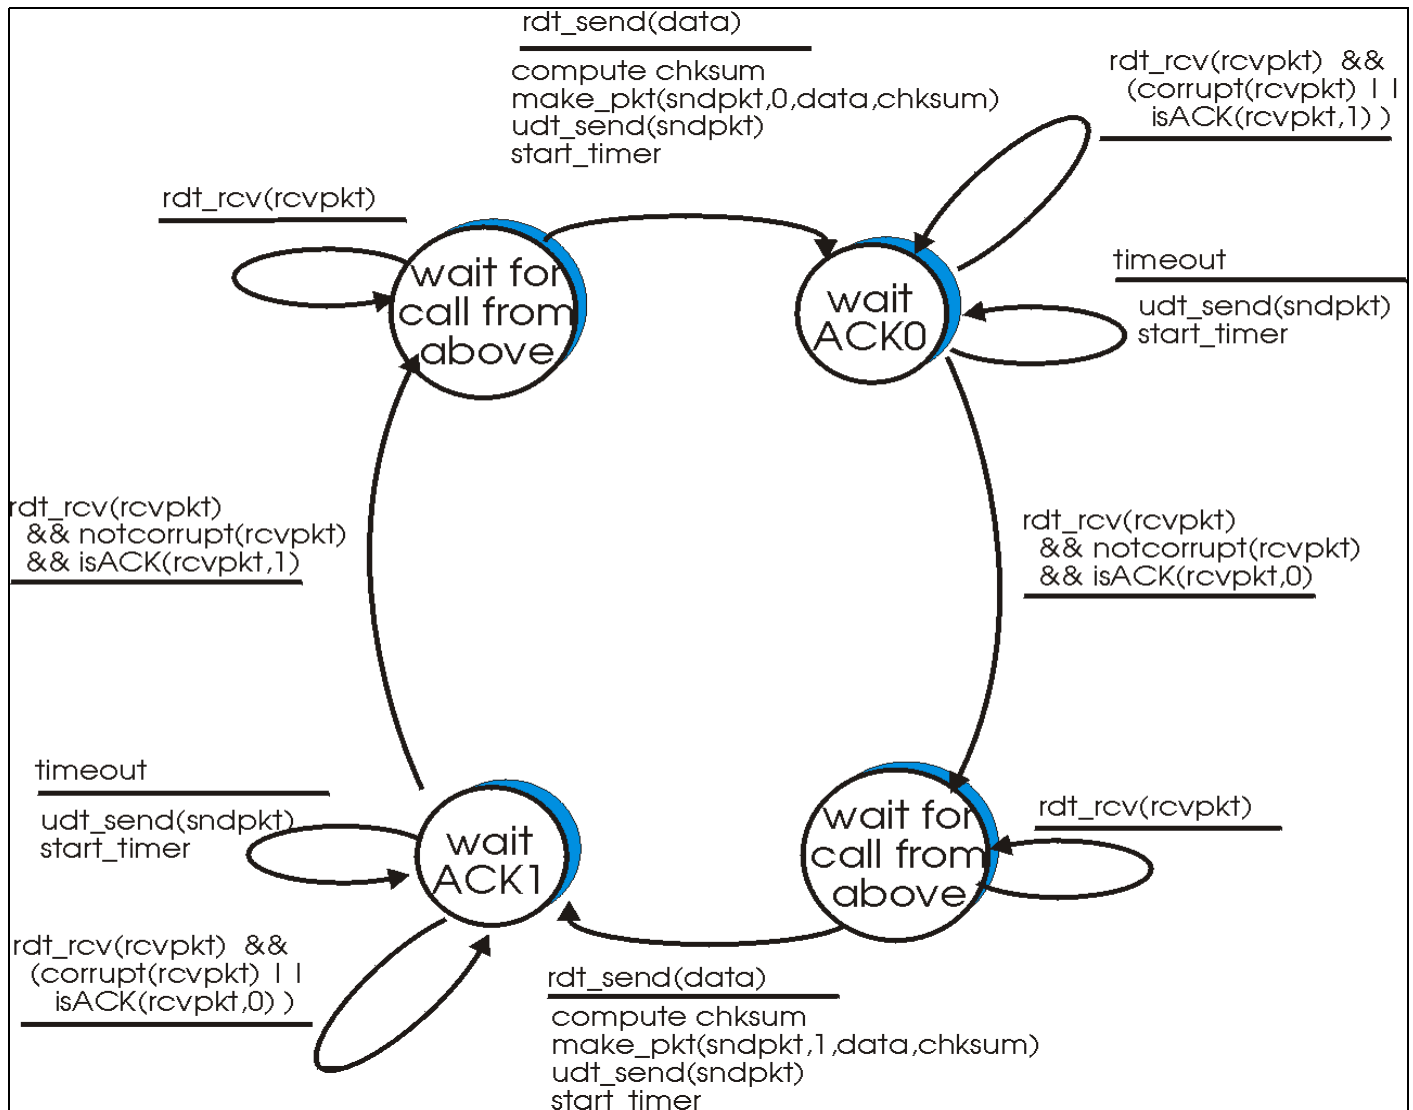 rdt_send(data)
compute chksum
make_pkt(sndpkt,0,data,chksum)
udt_send(sndpkt)
start_timer
rdt_rcv(rcvpkt) &&
(corrupt(rcvpkt) | |
isACK(rcvpkt,1) )
rdt_rcv(rcvpkt)
wait for
call from
above
wait
ACK0
timeout
udt_send(sndpkt)
start_timer
rdt_rcv(rcvpkt)
&& notcorrupt(rcvpkt)
&& isACK(rcvpkt,1)
rdt_rcv(rcvpkt)
&& notcorrupt(rcvpkt)
&& isACK(rcvpkt,0)
timeout
udt_send(sndpkt)
start_timer
wait
ACK1
wait for
call from
above
rdt_rcv(rcvpkt)
rdt_rcv(rcvpkt) &&
(corrupt(rcvpkt) | |
isACK(rcvpkt,0) )
rdt_send(data)
compute chksum
make_pkt(sndpkt,1,data,chksum)
udt_send(sndpkt)
start_timer